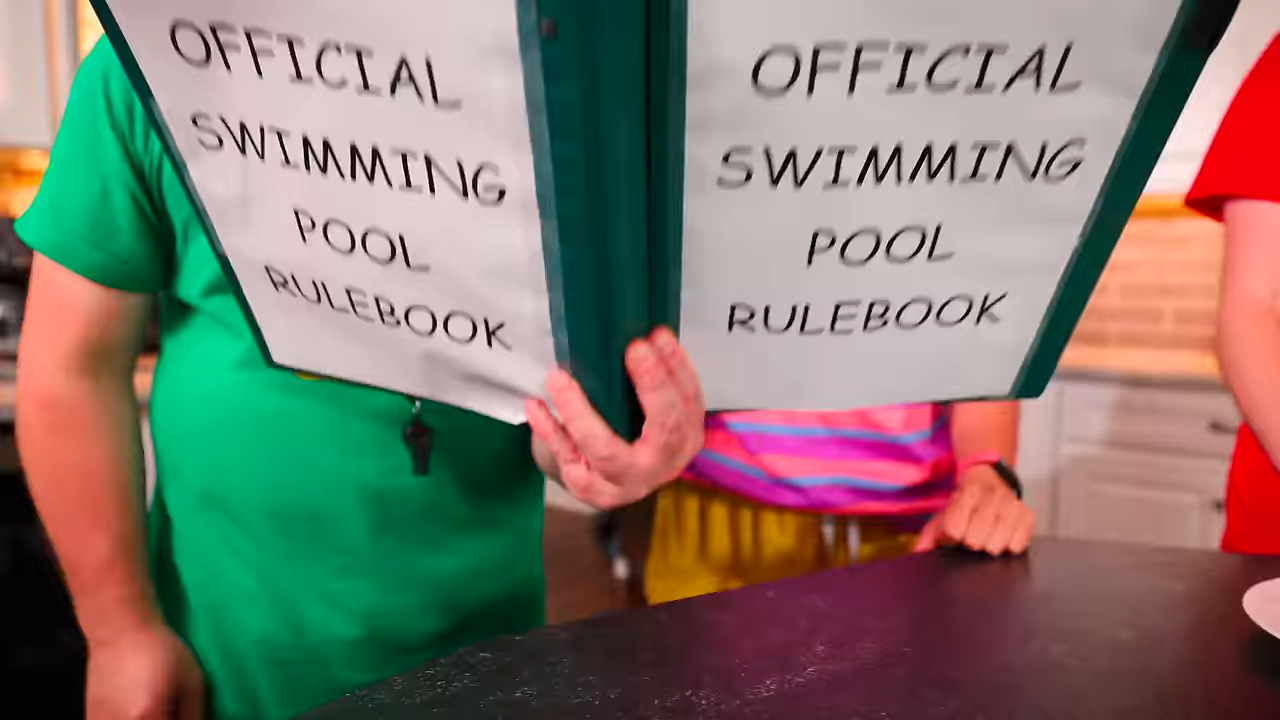 OFFICIAL
SWIMMING
POOL
RULEBOOK
OFFICIAL
SWIMMING
POOL
RULEBOOK